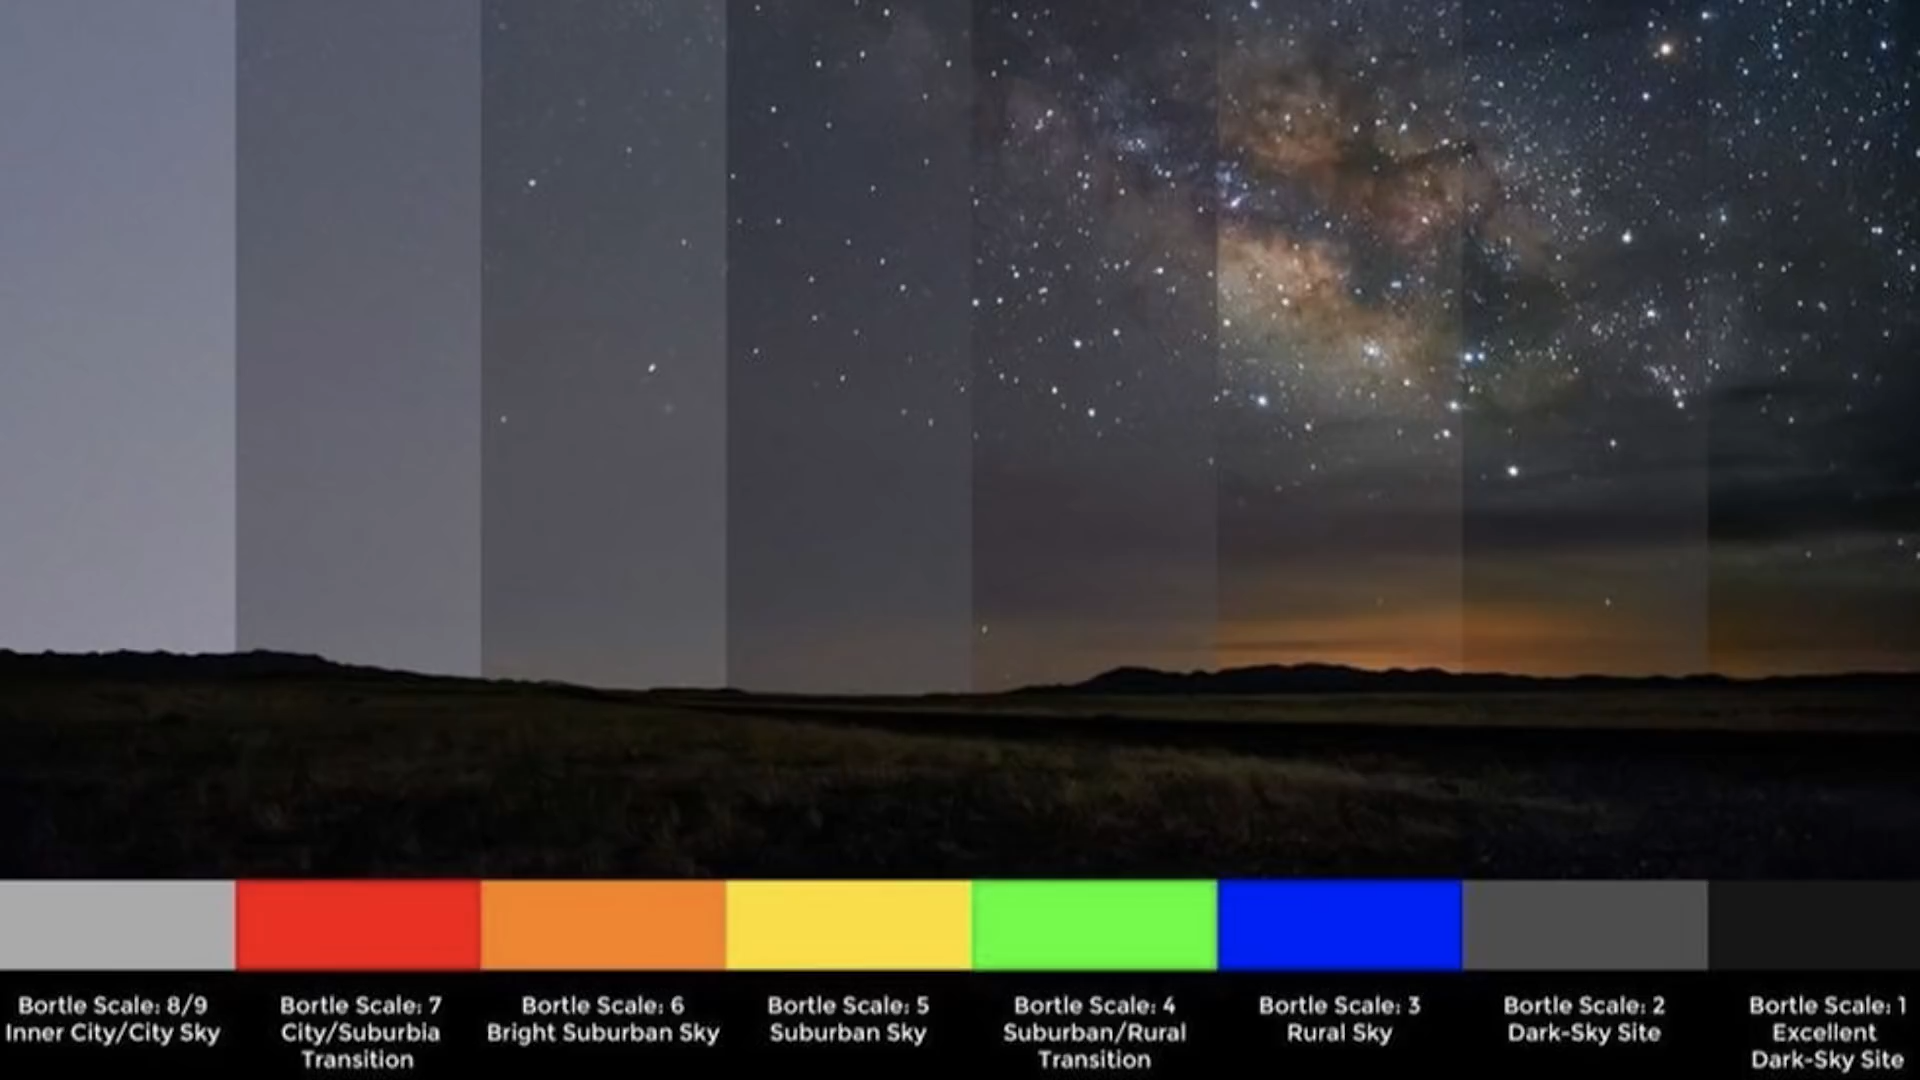 Bortle Scale: 8/9
Inner City/City Sky
Bortle Scale: 7
City/Suburbia
Transition
Bortle Scale: 6
Bright Suburban Sky
Bortle Scale: 5
Suburban Sky
Bortle Scale: 4
Suburban/Rural
Transition
Bortle Scale: 3
Rural Sky
Bortle Scale: 2
Dark-Sky Site
Bortle Scale: 1
Excellent
Dark-Sky Site